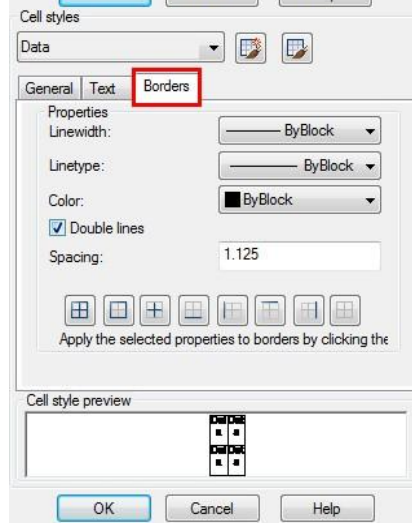 Cell styles
Data
General Text Borders
Properties
Linewidth: ByBlock
Linetype: ByBlock
Color: ByBlock
Double lines
Spacing: 1.125
Apply the selected properties to borders by clicking the
Cell style preview
OK Cancel Help